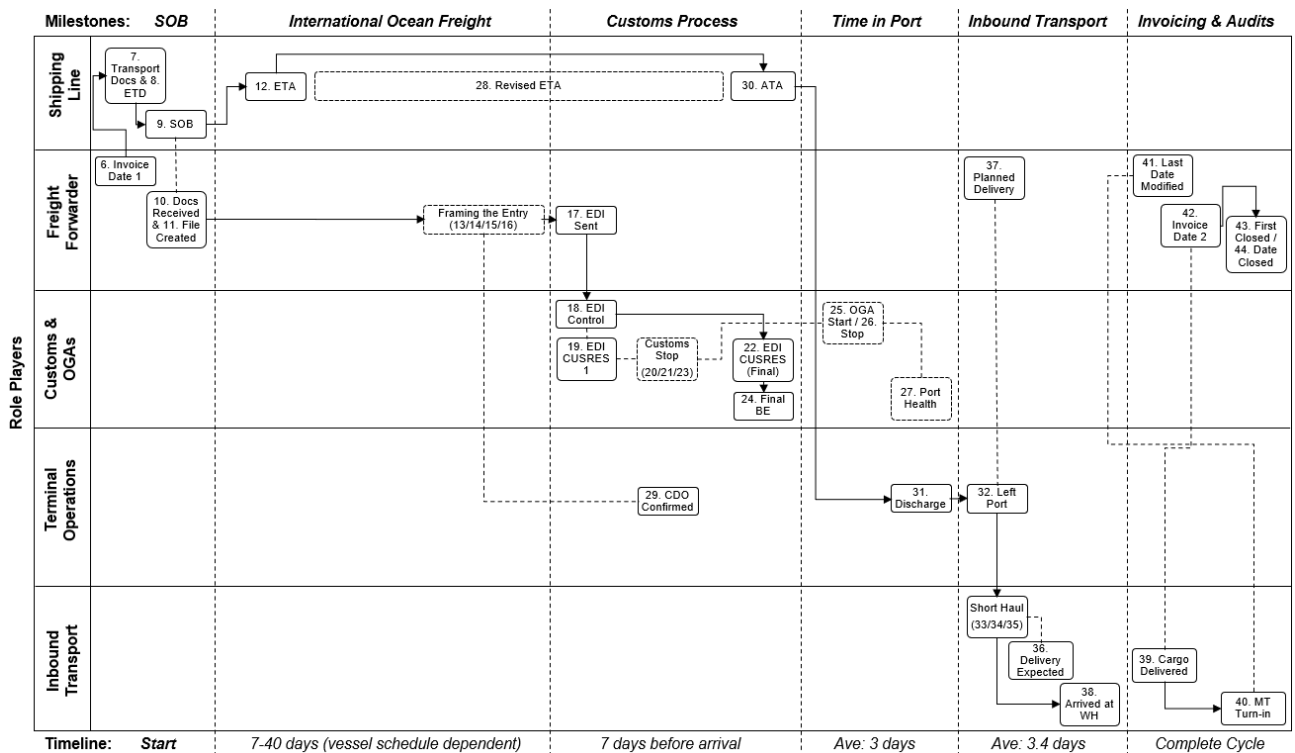 Milestones: SOB International Ocean Freight Customs Process Time in Port Inbound Transport Invoicing & Audits
Role Players
Shipping
Line
7.
Transport
Docs & 8.
ETD
9. SOB
12. ETA
28. Revised ETA
30. ATA
Freight
Forwarder
6. Invoice
Date 1
10. Docs
Received
& 11. File
Created
Framing the Entry
(13/14/15/16)
17. EDI
Sent
37.
Planned
Delivery
41. Last
Date
Modified
42.
Invoice
Date 2
43. First
Closed /
44. Date
Closed
Customs &
OGAs
18. EDI
Control
19. EDI
CUSRES
1
Customs
Stop
(20/21/23)
22. EDI
CUSRES
(Final)
24. Final
BE
25. OGA
Start / 26.
Stop
27. Port
Health
Terminal
Operations
29. CDO
Confirmed
31.
Discharge
32. Left
Port
Inbound
Transport
Short Haul
(33/34/35)
36.
Delivery
Expected
38.
Arrived at
WH
39. Cargo
Delivered
40. MT
Turn-in
Timeline: Start 7-40 days (vessel schedule dependent) 7 days before arrival Ave: 3 days Ave: 3.4 days Complete Cycle